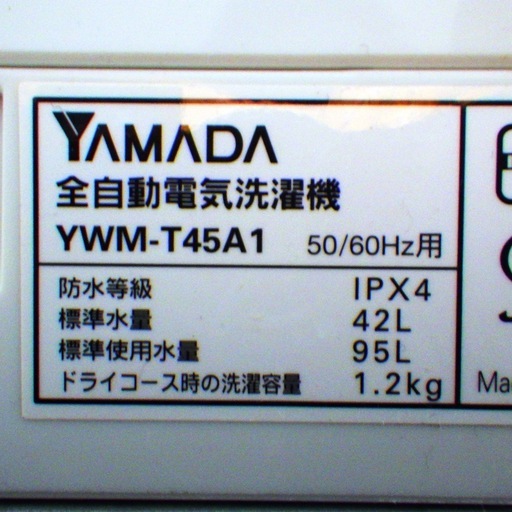 YAMADA
全自動電気洗濯機
YWM-T45A1 50/60Hz用
防水等級 IPX4
標準水量 42L
標準使用水量 95L
ドライコース時の洗濯容量 1.2kg